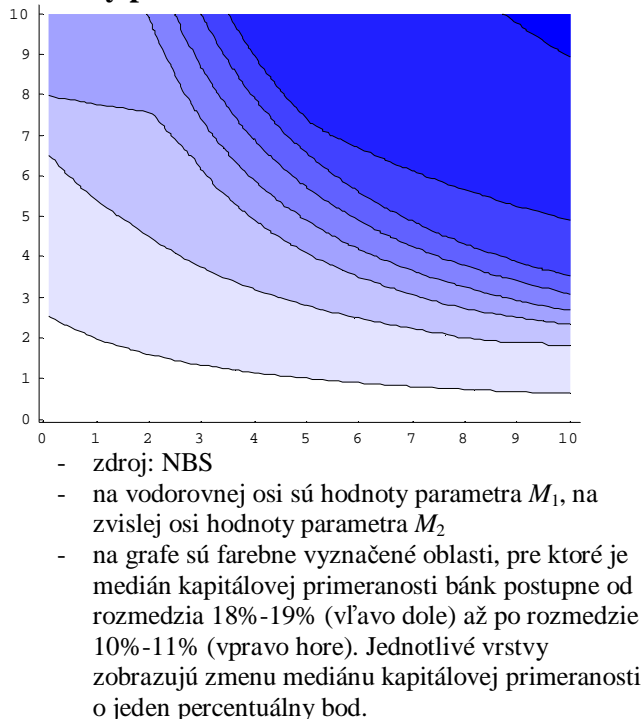 10
9
8
7
6
5
4
3
2
1
0
0 1 2 3 4 5 6 7 8 9 10
- zdroj: NBS
- na vodorovnej osi sú hodnoty parametra M1, na
zvislej osi hodnoty parametra M2
- na grafe sú farebne vyznačené oblasti, pre ktoré je
medián kapitálovej primeranosti bánk postupne od
rozmedzia 18%-19% (vľavo dole) až po rozmedzie
10%-11% (vpravo hore). Jednotlivé vrstvy
zobrazujú zmenu mediánu kapitálovej primeranosti
o jeden percentuálny bod.